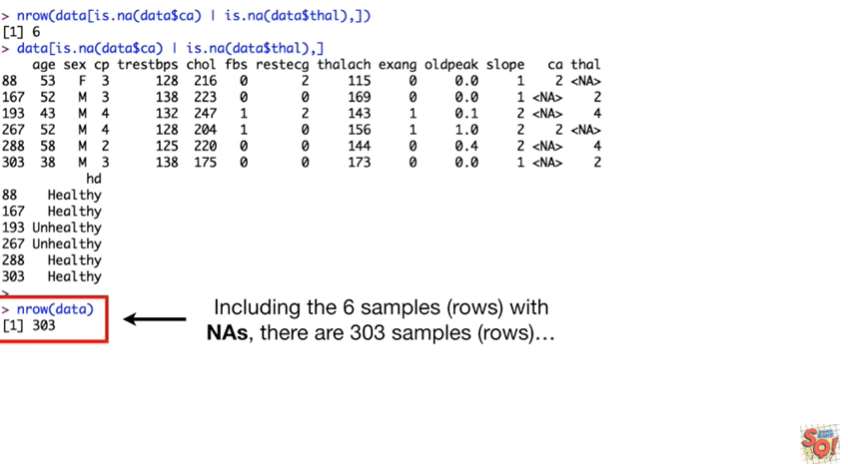 > nrow(data[is.na(data$ca) | is.na(data$thal),])
[1] 6
> data[is.na(data$ca) | is.na(data$thal),]
age sex cp trestbps chol fbs restecg thalach exang oldpeak slope ca thal
88 53 F 3 128 216 0 2 115 0 0.0 1 2 <NA>
167 52 M 3 138 223 0 0 169 0 0.0 1 <NA> 2
193 43 M 4 132 247 1 2 143 1 0.1 2 <NA> 4
267 52 M 4 128 204 1 0 156 1 1.0 2 2 <NA>
288 58 M 2 125 220 0 0 144 0 0.4 2 <NA> 4
303 38 M 3 138 175 0 0 173 0 0.0 1 <NA> 2
hd
88 Healthy
167 Healthy
193 Unhealthy
267 Unhealthy
288 Healthy
303 Healthy
>
> nrow(data)
[1] 303
Including the 6 samples (rows) with
NAs, there are 303 samples (rows)...
SQ!